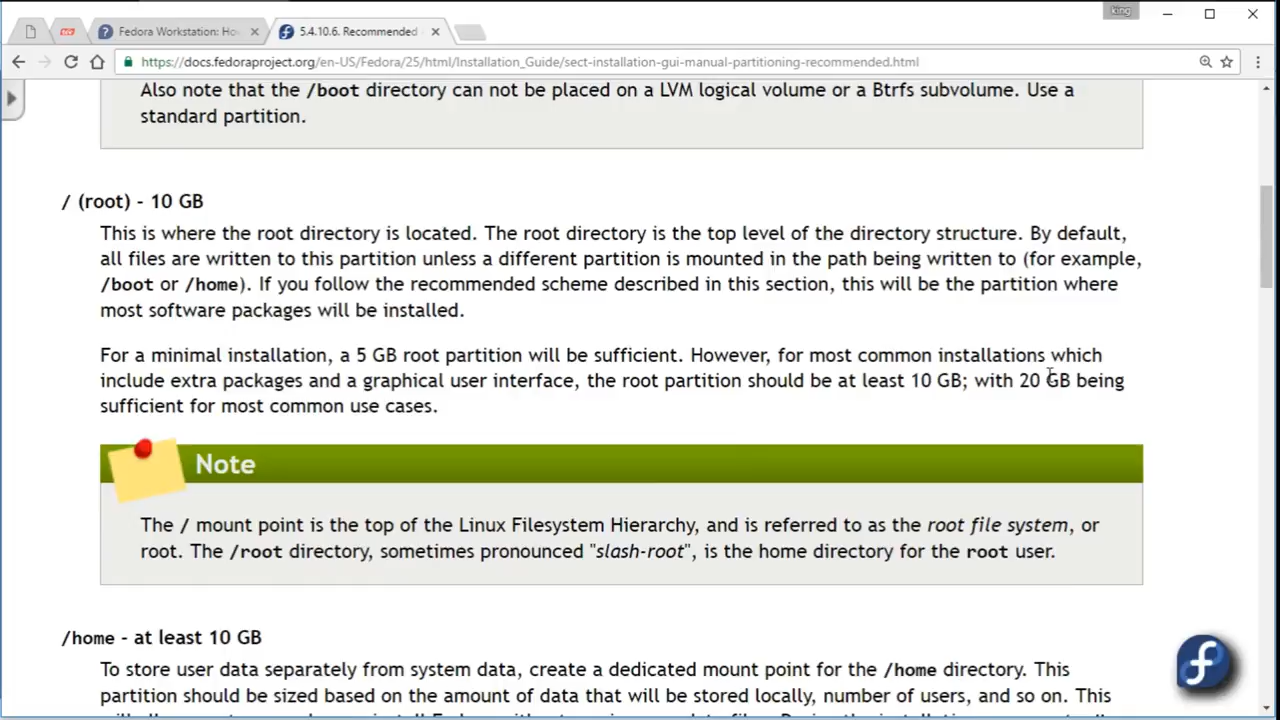 king
Fedora Workstation: Ho
5.4.10.6. Recommended
https://docs.fedoraproject.org/en-US/Fedora/25/html/Installation_Guide/sect-installation-gui-manual-partitioning-recommended.html
Also note that the /boot directory can not be placed on a LVM logical volume or a Btrfs subvolume. Use a
standard partition.
/ (root) - 10 GB
This is where the root directory is located. The root directory is the top level of the directory structure. By default,
all files are written to this partition unless a different partition is mounted in the path being written to (for example,
/boot or /home). If you follow the recommended scheme described in this section, this will be the partition where
most software packages will be installed.
For a minimal installation, a 5 GB root partition will be sufficient. However, for most common installations which
include extra packages and a graphical user interface, the root partition should be at least 10 GB; with 20 GB being
sufficient for most common use cases.
Note
The / mount point is the top of the Linux Filesystem Hierarchy, and is referred to as the root file system, or
root. The /root directory, sometimes pronounced "slash-root", is the home directory for the root user.
/home - at least 10 GB
To store user data separately from system data, create a dedicated mount point for the /home directory. This
partition should be sized based on the amount of data that will be stored locally, number of users, and so on. This